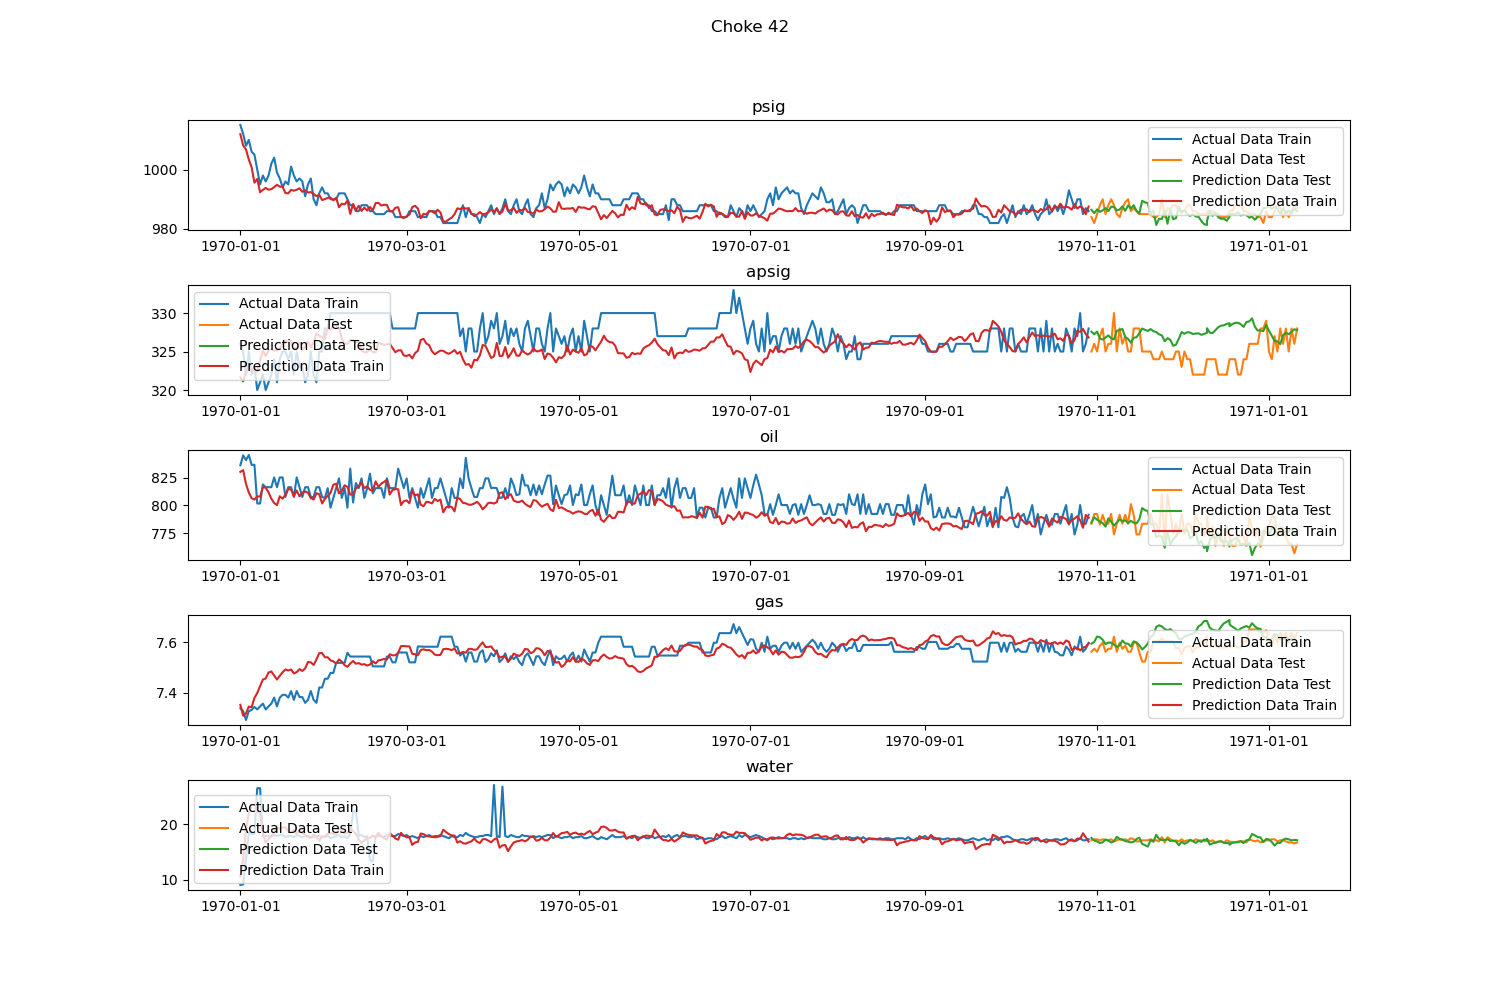 Choke 42
psig
1000
980
Actual Data Train
Actual Data Test
Prediction Data Test
Prediction Data Train
1970-01-01 1970-03-01 1970-05-01 1970-07-01 1970-09-01 1970-11-01 1971-01-01
apsig
330
325
320
Actual Data Train
Actual Data Test
Prediction Data Test
Prediction Data Train
1970-01-01 1970-03-01 1970-05-01 1970-07-01 1970-09-01 1970-11-01 1971-01-01
oil
825
800
775
Actual Data Train
Actual Data Test
Prediction Data Test
Prediction Data Train
1970-01-01 1970-03-01 1970-05-01 1970-07-01 1970-09-01 1970-11-01 1971-01-01
gas
7.6
7.4
Actual Data Train
Actual Data Test
Prediction Data Test
Prediction Data Train
1970-01-01 1970-03-01 1970-05-01 1970-07-01 1970-09-01 1970-11-01 1971-01-01
water
20
10
Actual Data Train
Actual Data Test
Prediction Data Test
Prediction Data Train
1970-01-01 1970-03-01 1970-05-01 1970-07-01 1970-09-01 1970-11-01 1971-01-01